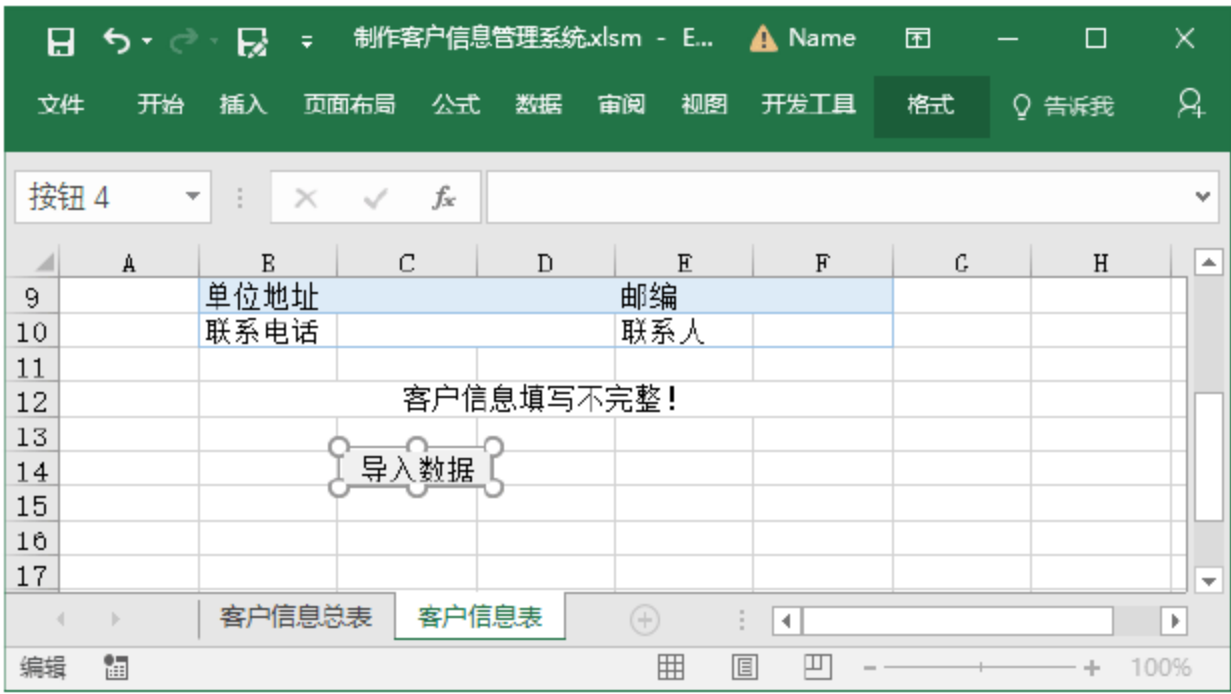 制作客户信息管理系统.xlsm - E... Name
文件 开始 插入 页面布局 公式 数据 审阅 视图 开发工具 格式 告诉我
按钮 4 fx
A B C D E F G H
9 单位地址 邮编
10 联系电话 联系人
11
12 客户信息填写不完整!
13
14 导入数据
15
16
17
客户信息总表 客户信息表
编辑 100%